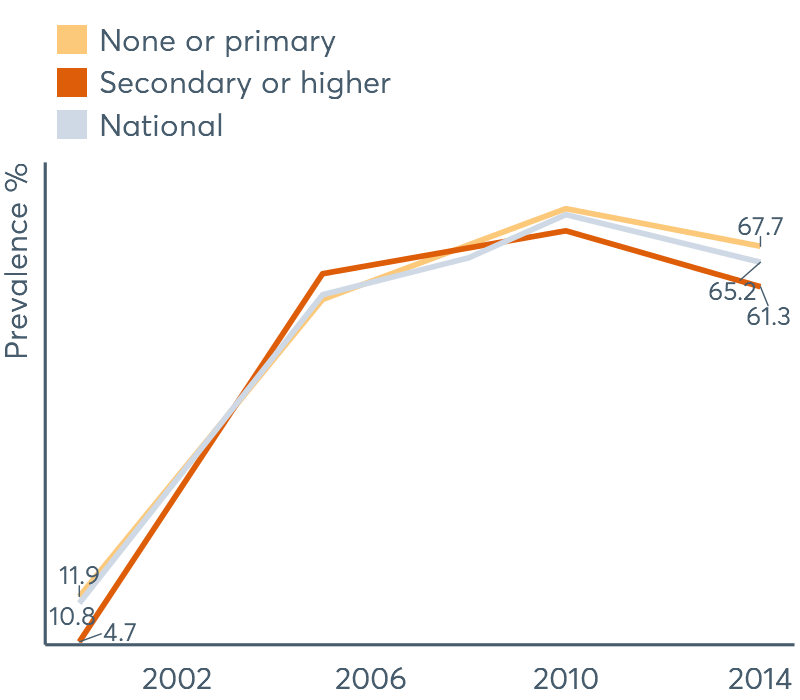 None or primary
Secondary or higher
National
Prevalence %
67.7
65.2
61.3
11.9
10.8
4.7
2002 2006 2010 2014